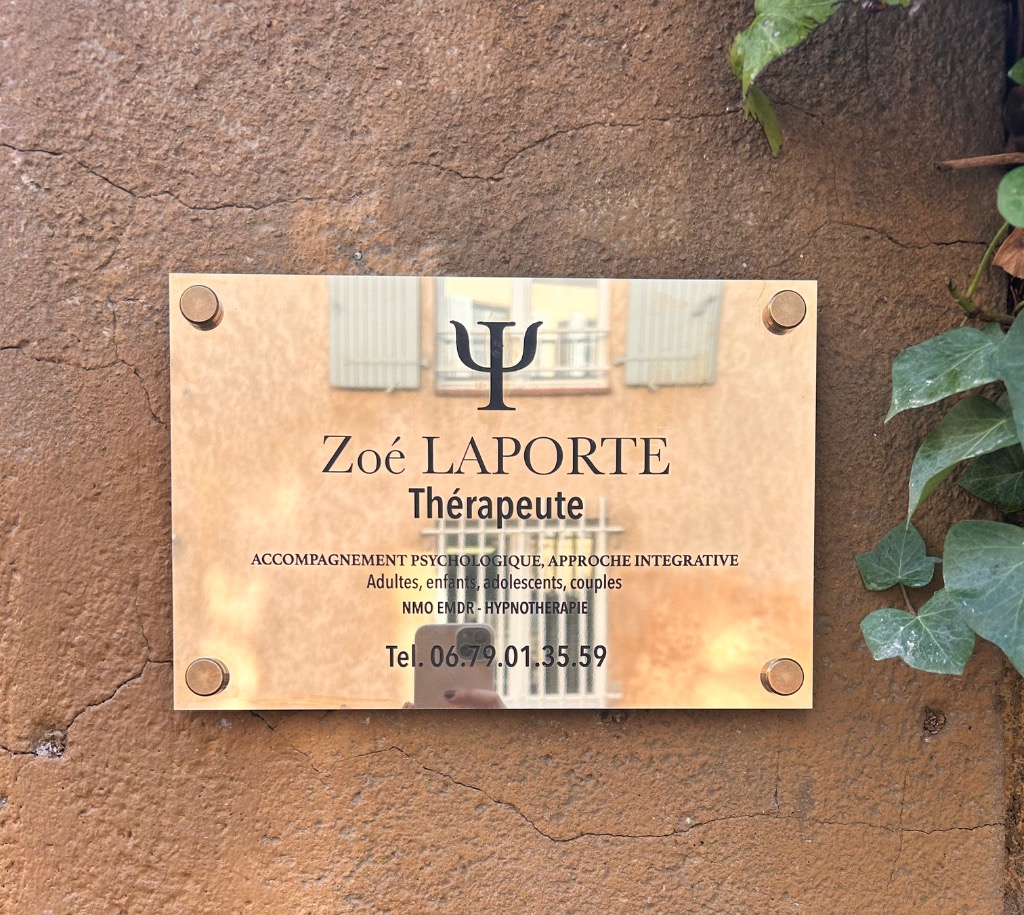 Ψ
Zoé LAPORTE
Thérapeute
ACCOMPAGNEMENT PSYCHOLOGIQUE, APPROCHE INTEGRATIVE
Adultes, enfants, adolescents, couples
NMO EMDR - HYPNOTHERAPIE
Tel. 06.79.01.35.59